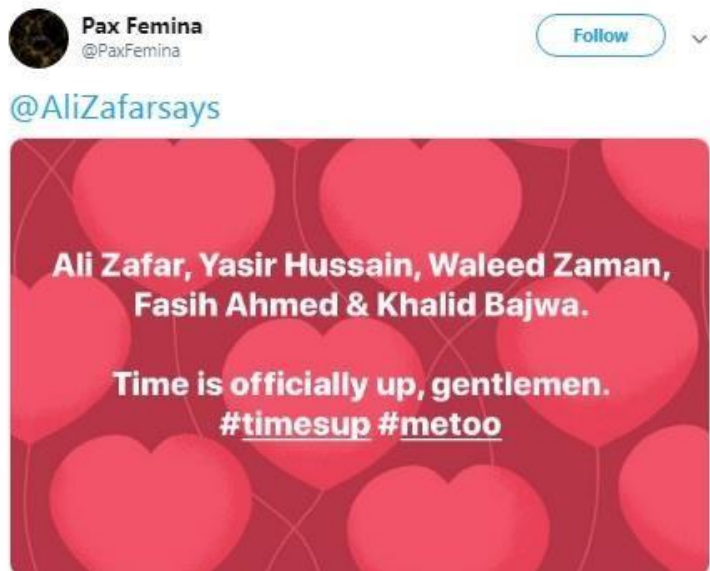 Pax Femina
@PaxFemina
Follow
@AliZafarsays
Ali Zafar, Yasir Hussain, Waleed Zaman,
Fasih Ahmed & Khalid Bajwa.
Time is officially up, gentlemen.
#timesup #metoo